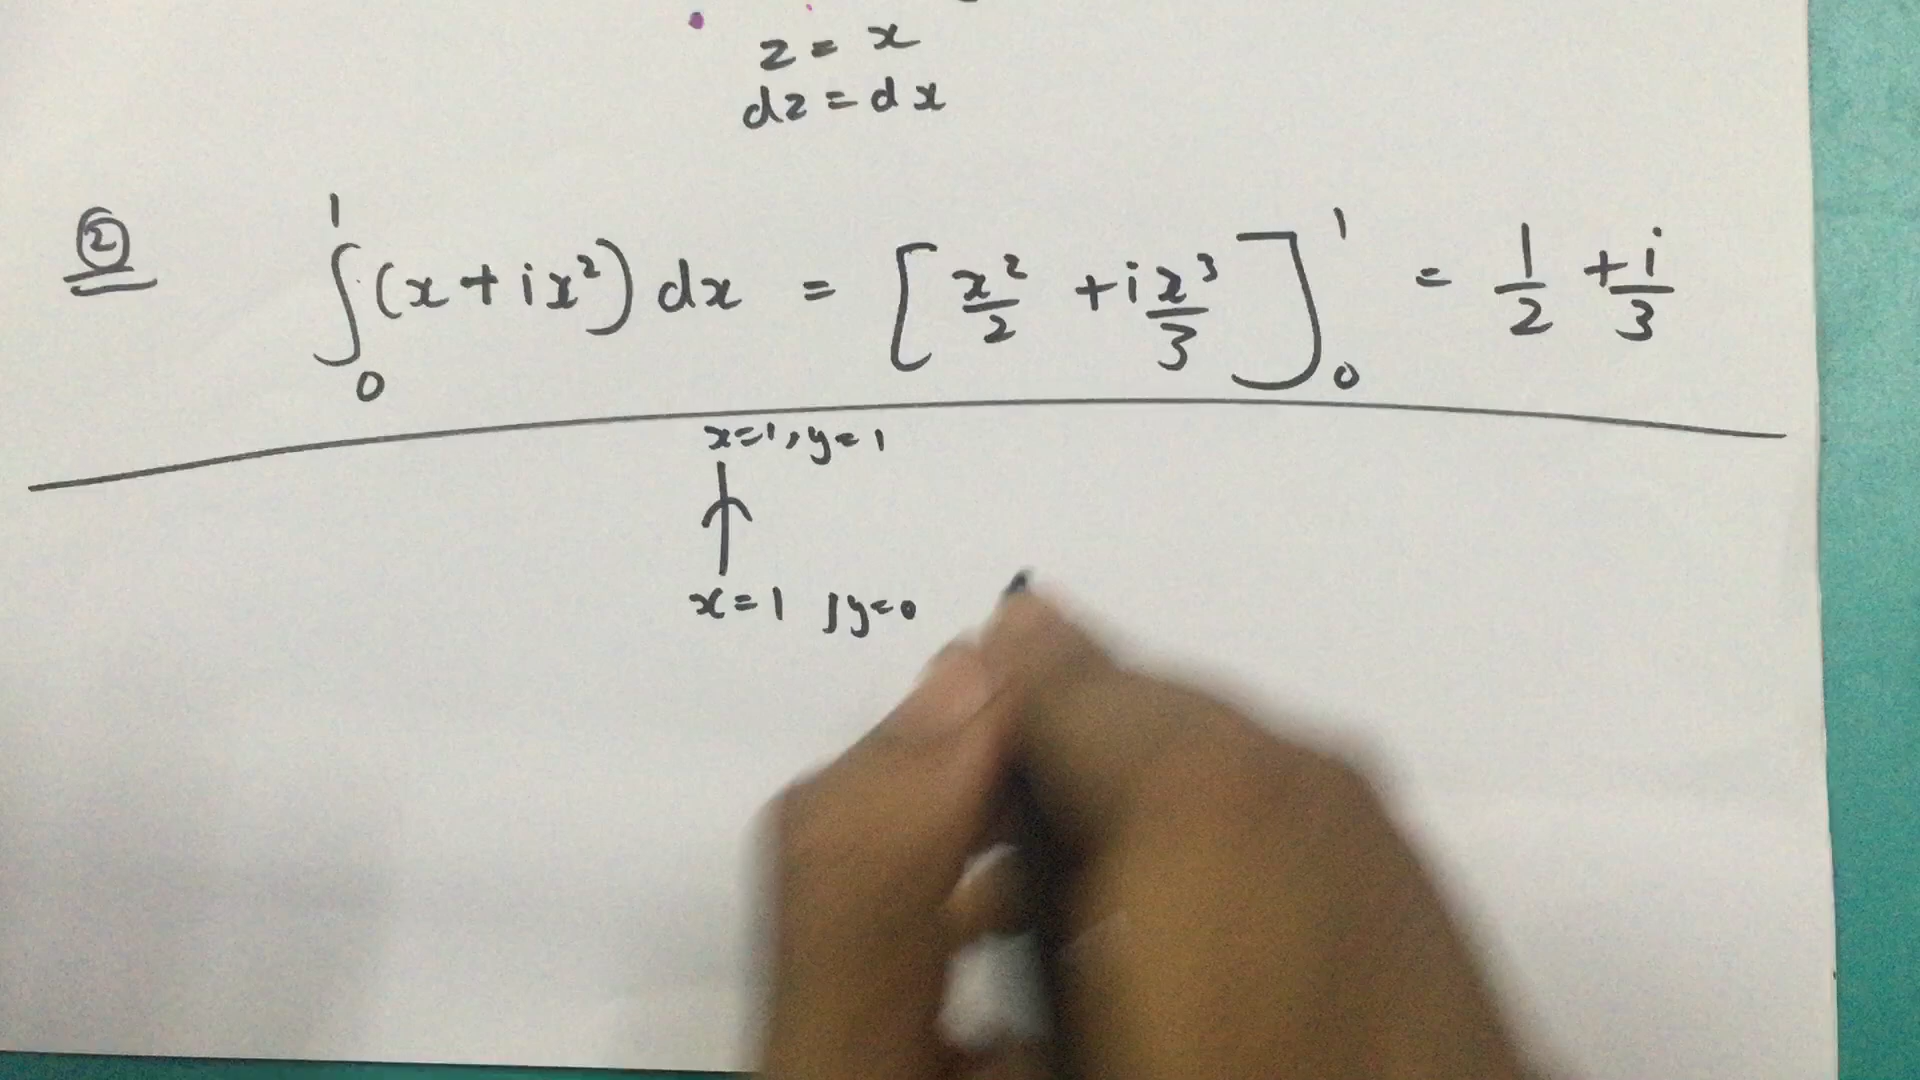 z = x
dz = dx
② ∫₀¹ (x + ix²) dx = [x²/2 + i x³/3]₀¹ = 1/2 + i/3
x=1, y=1
x=1, y=0